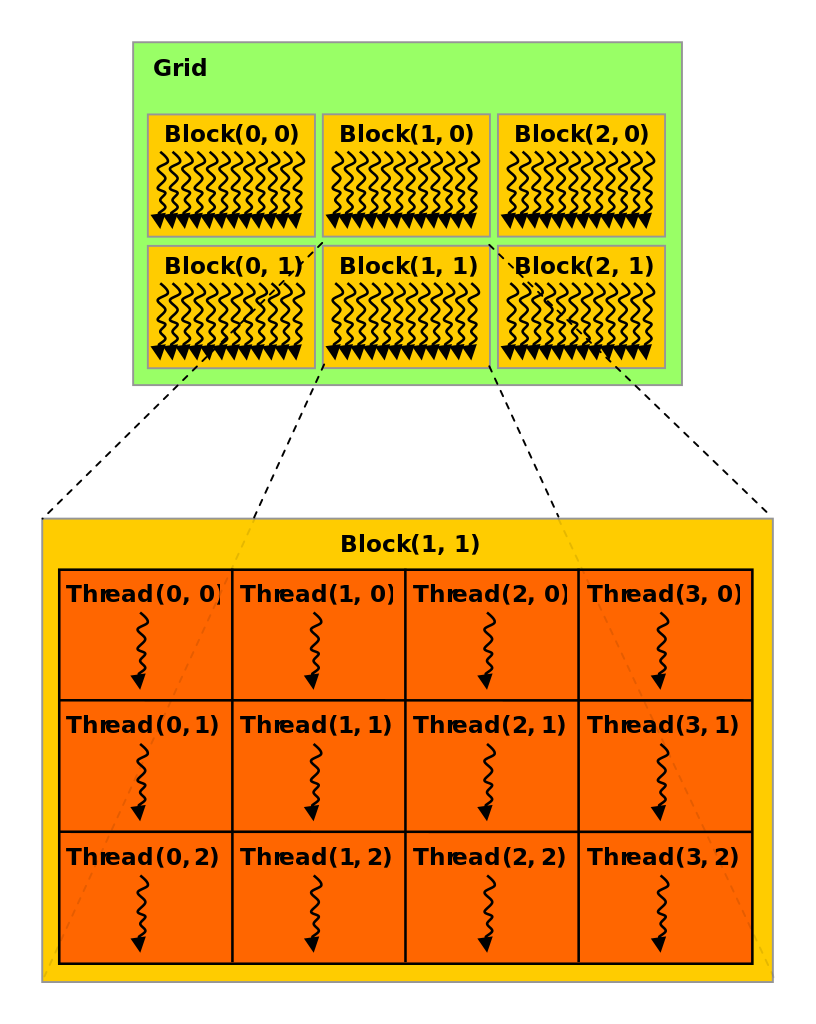 Grid
Block(0, 0) Block(1, 0) Block(2, 0)
Block(0, 1) Block(1, 1) Block(2, 1)
Block(1, 1)
Thread(0, 0) Thread(1, 0) Thread(2, 0) Thread(3, 0)
Thread(0, 1) Thread(1, 1) Thread(2, 1) Thread(3, 1)
Thread(0, 2) Thread(1, 2) Thread(2, 2) Thread(3, 2)